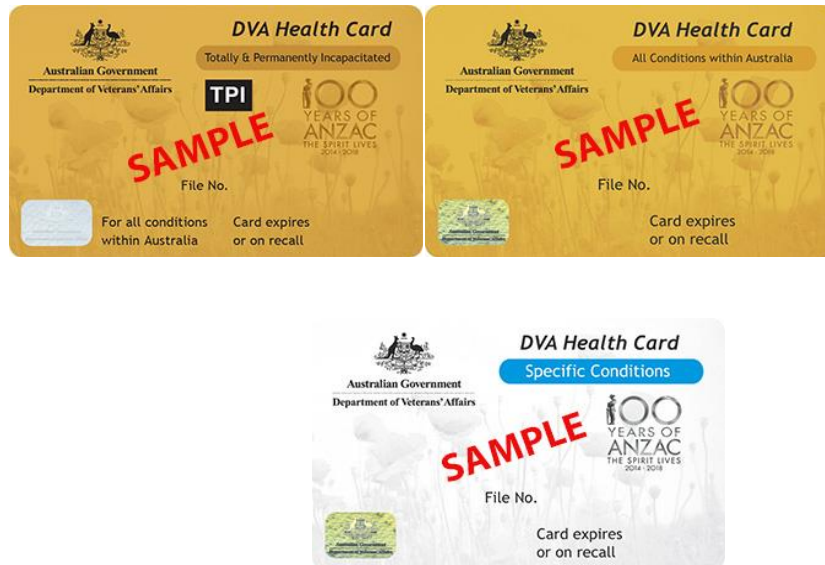 DVA Health Card
Totally & Permanently Incapacitated
Australian Government
Department of Veterans' Affairs
TPI
100
YEARS OF
ANZAC
THE SPIRIT LIVES
2014 - 2018
SAMPLE
File No.
For all conditions
within Australia
Card expires
or on recall
DVA Health Card
All Conditions within Australia
Australian Government
Department of Veterans' Affairs
100
YEARS OF
ANZAC
THE SPIRIT LIVES
2014 - 2018
SAMPLE
File No.
Card expires
or on recall
DVA Health Card
Specific Conditions
Australian Government
Department of Veterans' Affairs
100
YEARS OF
ANZAC
THE SPIRIT LIVES
2014 - 2018
SAMPLE
File No.
Card expires
or on recall